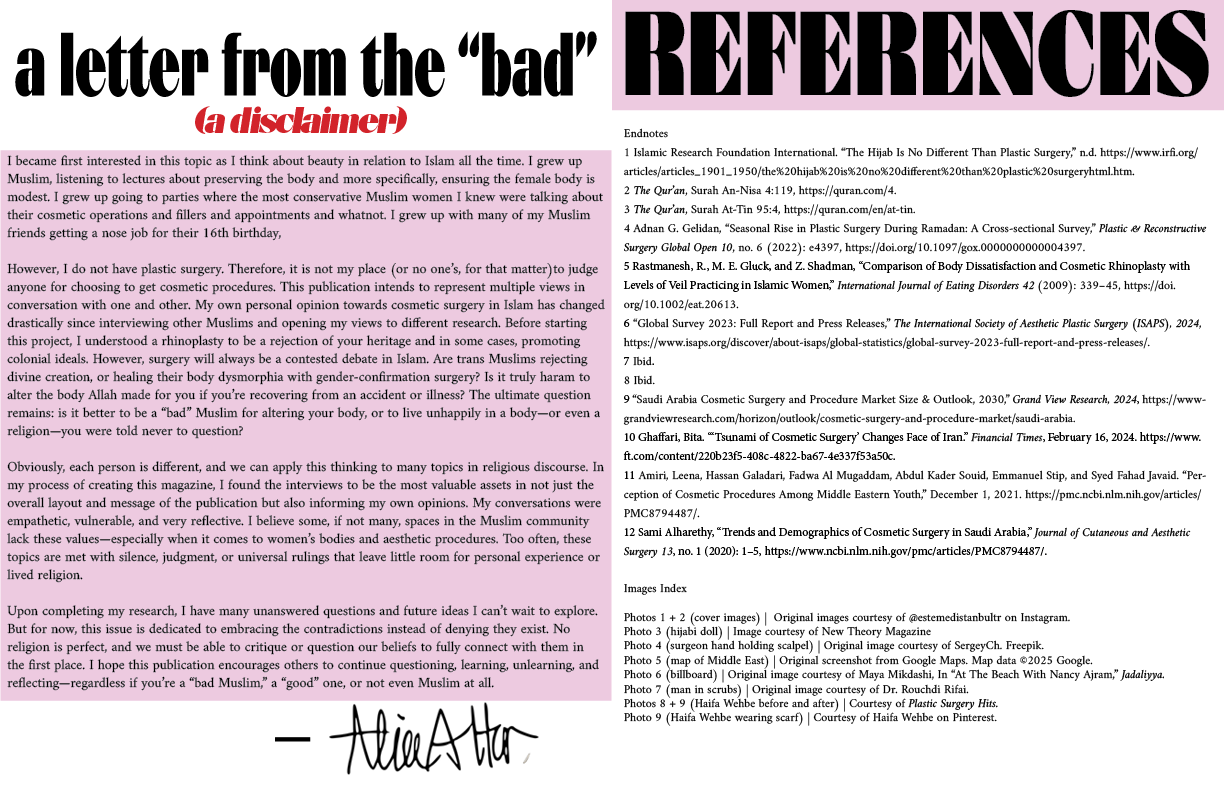 a letter from the “bad”
(a disclaimer)
I became first interested in this topic as I think about beauty in relation to Islam all the time. I grew up
Muslim, listening to lectures about preserving the body and more specifically, ensuring the female body is
modest. I grew up going to parties where the most conservative Muslim women I knew were talking about
their cosmetic operations and fillers and appointments and whatnot. I grew up with many of my Muslim
friends getting a nose job for their 16th birthday,
However, I do not have plastic surgery. Therefore, it is not my place (or no one’s, for that matter)to judge
anyone for choosing to get cosmetic procedures. This publication intends to represent multiple views in
conversation with one and other. My own personal opinion towards cosmetic surgery in Islam has changed
drastically since interviewing other Muslims and opening my views to different research. Before starting
this project, I understood a rhinoplasty to be a rejection of your heritage and in some cases, promoting
colonial ideals. However, surgery will always be a contested debate in Islam. Are trans Muslims rejecting
divine creation, or healing their body dysmorphia with gender-confirmation surgery? Is it truly haram to
alter the body Allah made for you if you’re recovering from an accident or illness? The ultimate question
remains: is it better to be a “bad” Muslim for altering your body, or to live unhappily in a body—or even a
religion—you were told never to question?
Obviously, each person is different, and we can apply this thinking to many topics in religious discourse. In
my process of creating this magazine, I found the interviews to be the most valuable assets in not just the
overall layout and message of the publication but also informing my own opinions. My conversations were
empathetic, vulnerable, and very reflective. I believe some, if not many, spaces in the Muslim community
lack these values—especially when it comes to women’s bodies and aesthetic procedures. Too often, these
topics are met with silence, judgment, or universal rulings that leave little room for personal experience or
lived religion.
Upon completing my research, I have many unanswered questions and future ideas I can’t wait to explore.
But for now, this issue is dedicated to embracing the contradictions instead of denying they exist. No
religion is perfect, and we must be able to critique or question our beliefs to fully connect with them in
the first place. I hope this publication encourages others to continue questioning, learning, unlearning, and
reflecting—regardless if you’re a “bad Muslim,” a “good” one, or not even Muslim at all.
—
REFERENCES
Endnotes
1 Islamic Research Foundation International. “The Hijab Is No Different Than Plastic Surgery,” n.d. https://www.irfi.org/
articles/articles_1901_1950/the%20hijab%20is%20no%20different%20than%20plastic%20surgeryhtml.htm.
2 The Qur’an, Surah An-Nisa 4:119, https://quran.com/4.
3 The Qur’an, Surah At-Tin 95:4, https://quran.com/en/at-tin.
4 Adnan G. Gelidan, “Seasonal Rise in Plastic Surgery During Ramadan: A Cross-sectional Survey,” Plastic & Reconstructive
Surgery Global Open 10, no. 6 (2022): e4397, https://doi.org/10.1097/gox.0000000000004397.
5 Rastmanesh, R., M. E. Gluck, and Z. Shadman, “Comparison of Body Dissatisfaction and Cosmetic Rhinoplasty with
Levels of Veil Practicing in Islamic Women,” International Journal of Eating Disorders 42 (2009): 339–45, https://doi.
org/10.1002/eat.20613.
6 “Global Survey 2023: Full Report and Press Releases,” The International Society of Aesthetic Plastic Surgery (ISAPS), 2024,
https://www.isaps.org/discover/about-isaps/global-statistics/global-survey-2023-full-report-and-press-releases/.
7 Ibid.
8 Ibid.
9 “Saudi Arabia Cosmetic Surgery and Procedure Market Size & Outlook, 2030,” Grand View Research, 2024, https://www-
grandviewresearch.com/horizon/outlook/cosmetic-surgery-and-procedure-market/saudi-arabia.
10 Ghaffari, Bita. “‘Tsunami of Cosmetic Surgery’ Changes Face of Iran.” Financial Times, February 16, 2024. https://www.
ft.com/content/220b23f5-408c-4822-ba67-4e337f53a50c.
11 Amiri, Leena, Hassan Galadari, Fadwa Al Mugaddam, Abdul Kader Souid, Emmanuel Stip, and Syed Fahad Javaid. “Per-
ception of Cosmetic Procedures Among Middle Eastern Youth,” December 1, 2021. https://pmc.ncbi.nlm.nih.gov/articles/
PMC8794487/.
12 Sami Alharethy, “Trends and Demographics of Cosmetic Surgery in Saudi Arabia,” Journal of Cutaneous and Aesthetic
Surgery 13, no. 1 (2020): 1–5, https://www.ncbi.nlm.nih.gov/pmc/articles/PMC8794487/.
Images Index
Photos 1 + 2 (cover images) | Original images courtesy of @estemedistanbultr on Instagram.
Photo 3 (hijabi doll) | Image courtesy of New Theory Magazine
Photo 4 (surgeon hand holding scalpel) | Original image courtesy of SergeyCh. Freepik.
Photo 5 (map of Middle East) | Original screenshot from Google Maps. Map data ©2025 Google.
Photo 6 (billboard) | Original image courtesy of Maya Mikdashi, In “At The Beach With Nancy Ajram,” Jadaliyya.
Photo 7 (man in scrubs) | Original image courtesy of Dr. Rouchdi Rifai.
Photos 8 + 9 (Haifa Wehbe before and after) | Courtesy of Plastic Surgery Hits.
Photo 9 (Haifa Wehbe wearing scarf) | Courtesy of Haifa Wehbe on Pinterest.